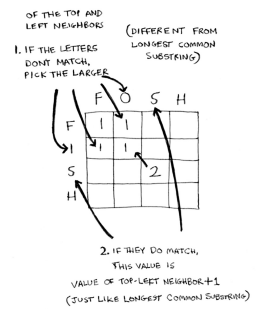 OF THE TOP AND
LEFT NEIGHBORS
(DIFFERENT FROM
LONGEST COMMON
SUBSTRING)
1. IF THE LETTERS
DONT MATCH,
PICK THE LARGER
F O S H
F 1 1
I 1 1
S 2
H
2. IF THEY DO MATCH,
THIS VALUE IS
VALUE OF TOP-LEFT NEIGHBOR+1
(JUST LIKE LONGEST COMMON SUBSTRING)